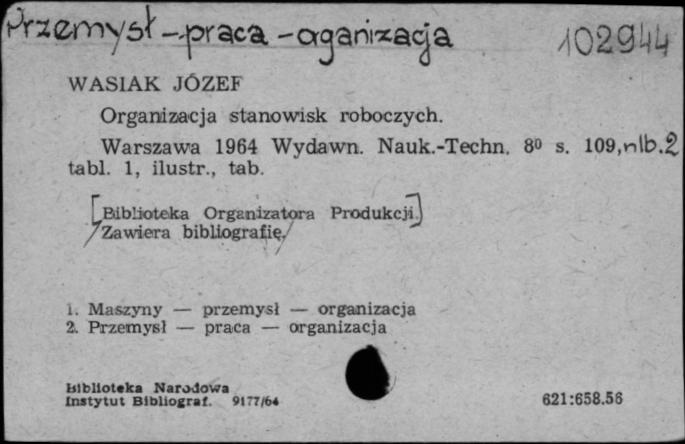 Przemysł - praca - organizacja 102944
WASIAK JÓZEF
Organizacja stanowisk roboczych.
Warszawa 1964 Wydawn. Nauk.-Techn. 8⁰ s. 109, nlb. 2
tabl. 1, ilustr., tab.
[Biblioteka Organizatora Produkcji.]
/Zawiera bibliografię./
1. Maszyny — przemysł — organizacja
2. Przemysł — praca — organizacja
Biblioteka Narodowa
Instytut Bibliograf. 9177/64 621:658.56